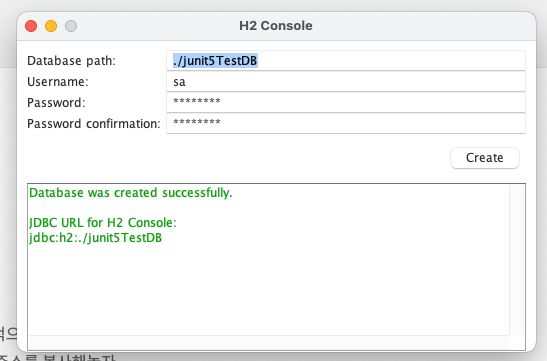 H2 Console
Database path: ./junit5TestDB
Username: sa
Password: ********
Password confirmation: ********
Create
Database was created successfully.
JDBC URL for H2 Console:
jdbc:h2:./junit5TestDB